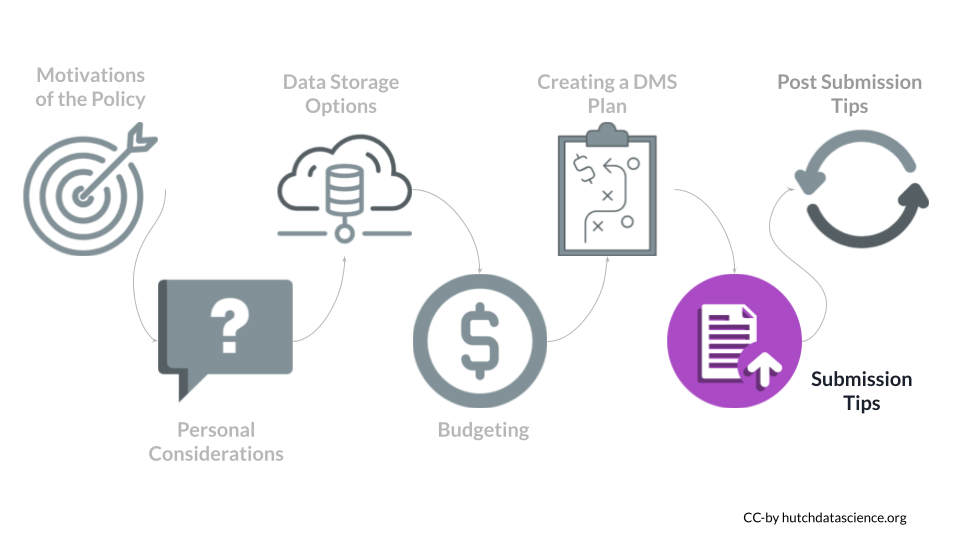 Motivations
of the Policy
Personal
Considerations
Data Storage
Options
Budgeting
Creating a DMS
Plan
Submission
Tips
Post Submission
Tips
CC-by hutchdatascience.org